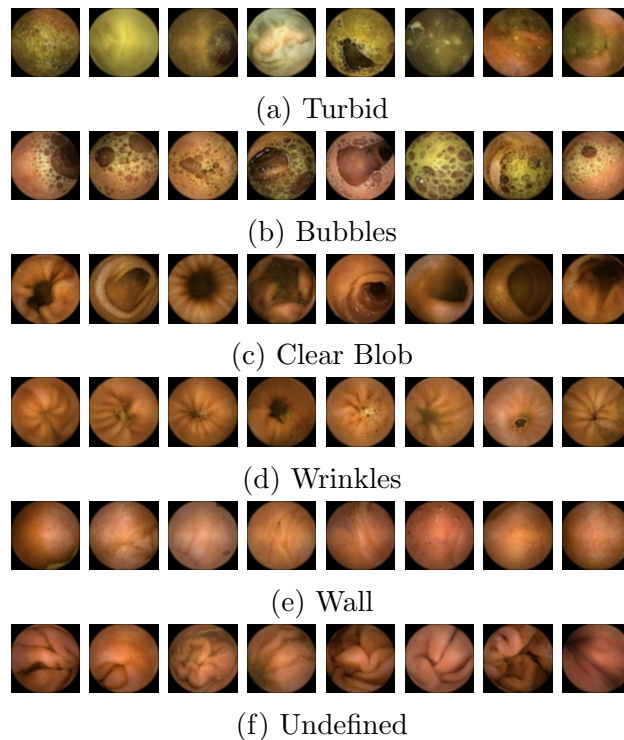 (a) Turbid
(b) Bubbles
(c) Clear Blob
(d) Wrinkles
(e) Wall
(f) Undefined